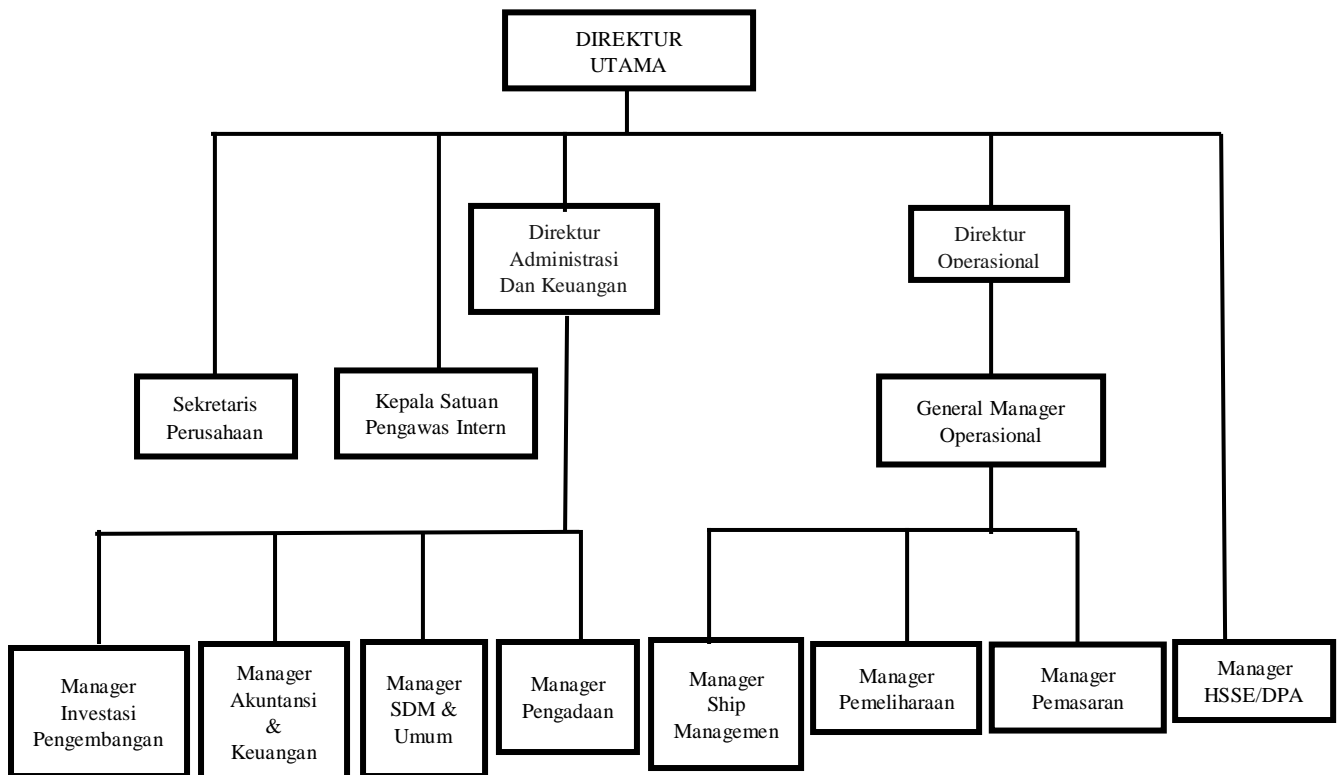 DIREKTUR
UTAMA
Direktur
Administrasi
Dan Keuangan
Direktur
Operasional
Sekretaris
Perusahaan
Kepala Satuan
Pengawas Intern
General Manager
Operasional
Manager
Investasi
Pengembangan
Manager
Akuntansi
&
Keuangan
Manager
SDM &
Umum
Manager
Pengadaan
Manager
Ship
Managemen
Manager
Pemeliharaan
Manager
Pemasaran
Manager
HSSE/DPA